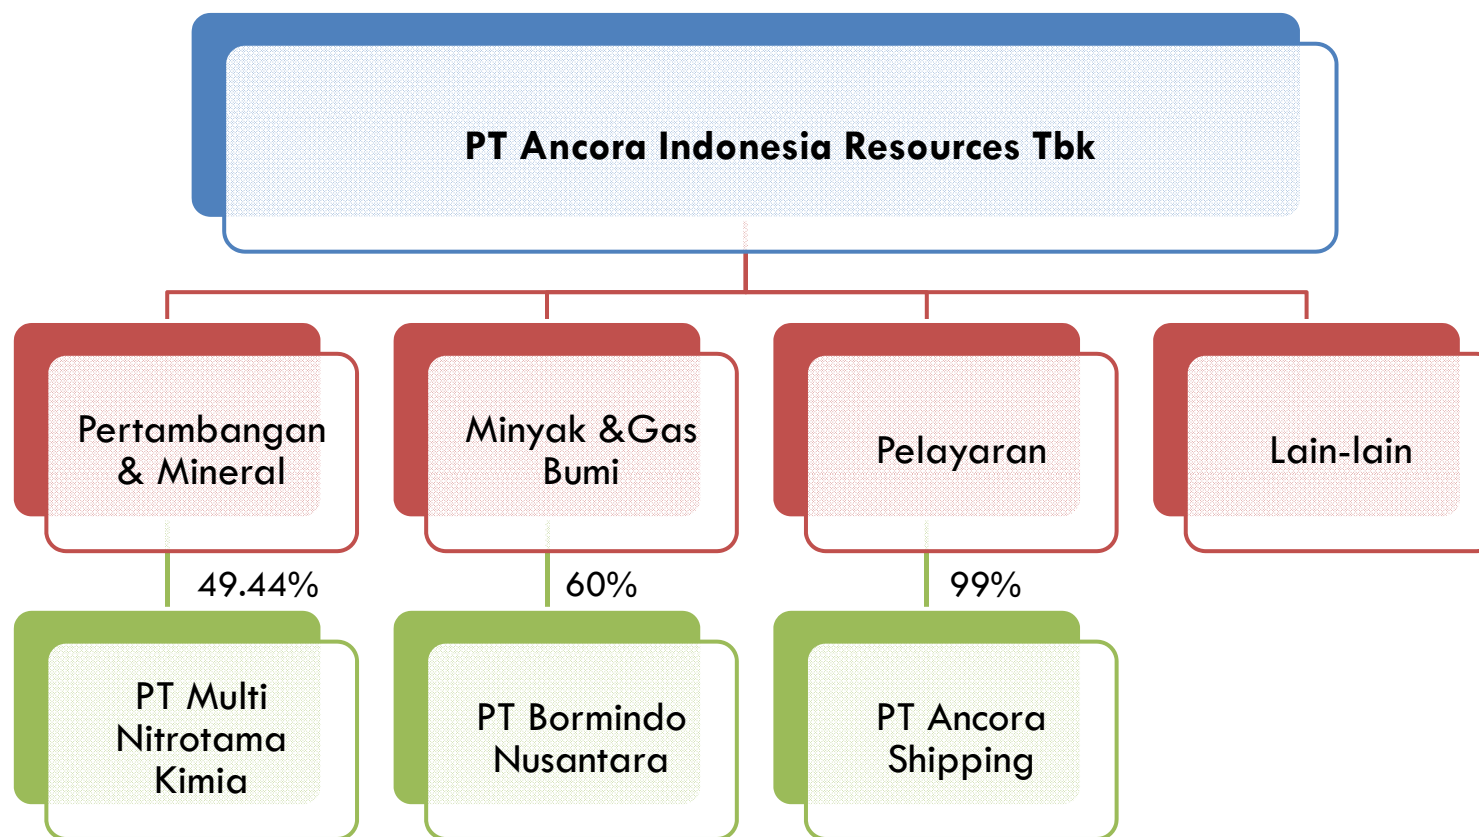 PT Ancora Indonesia Resources Tbk
Pertambangan
& Mineral
Minyak &Gas
Bumi
Pelayaran
Lain-lain
49.44%
60%
99%
PT Multi
Nitrotama
Kimia
PT Bormindo
Nusantara
PT Ancora
Shipping